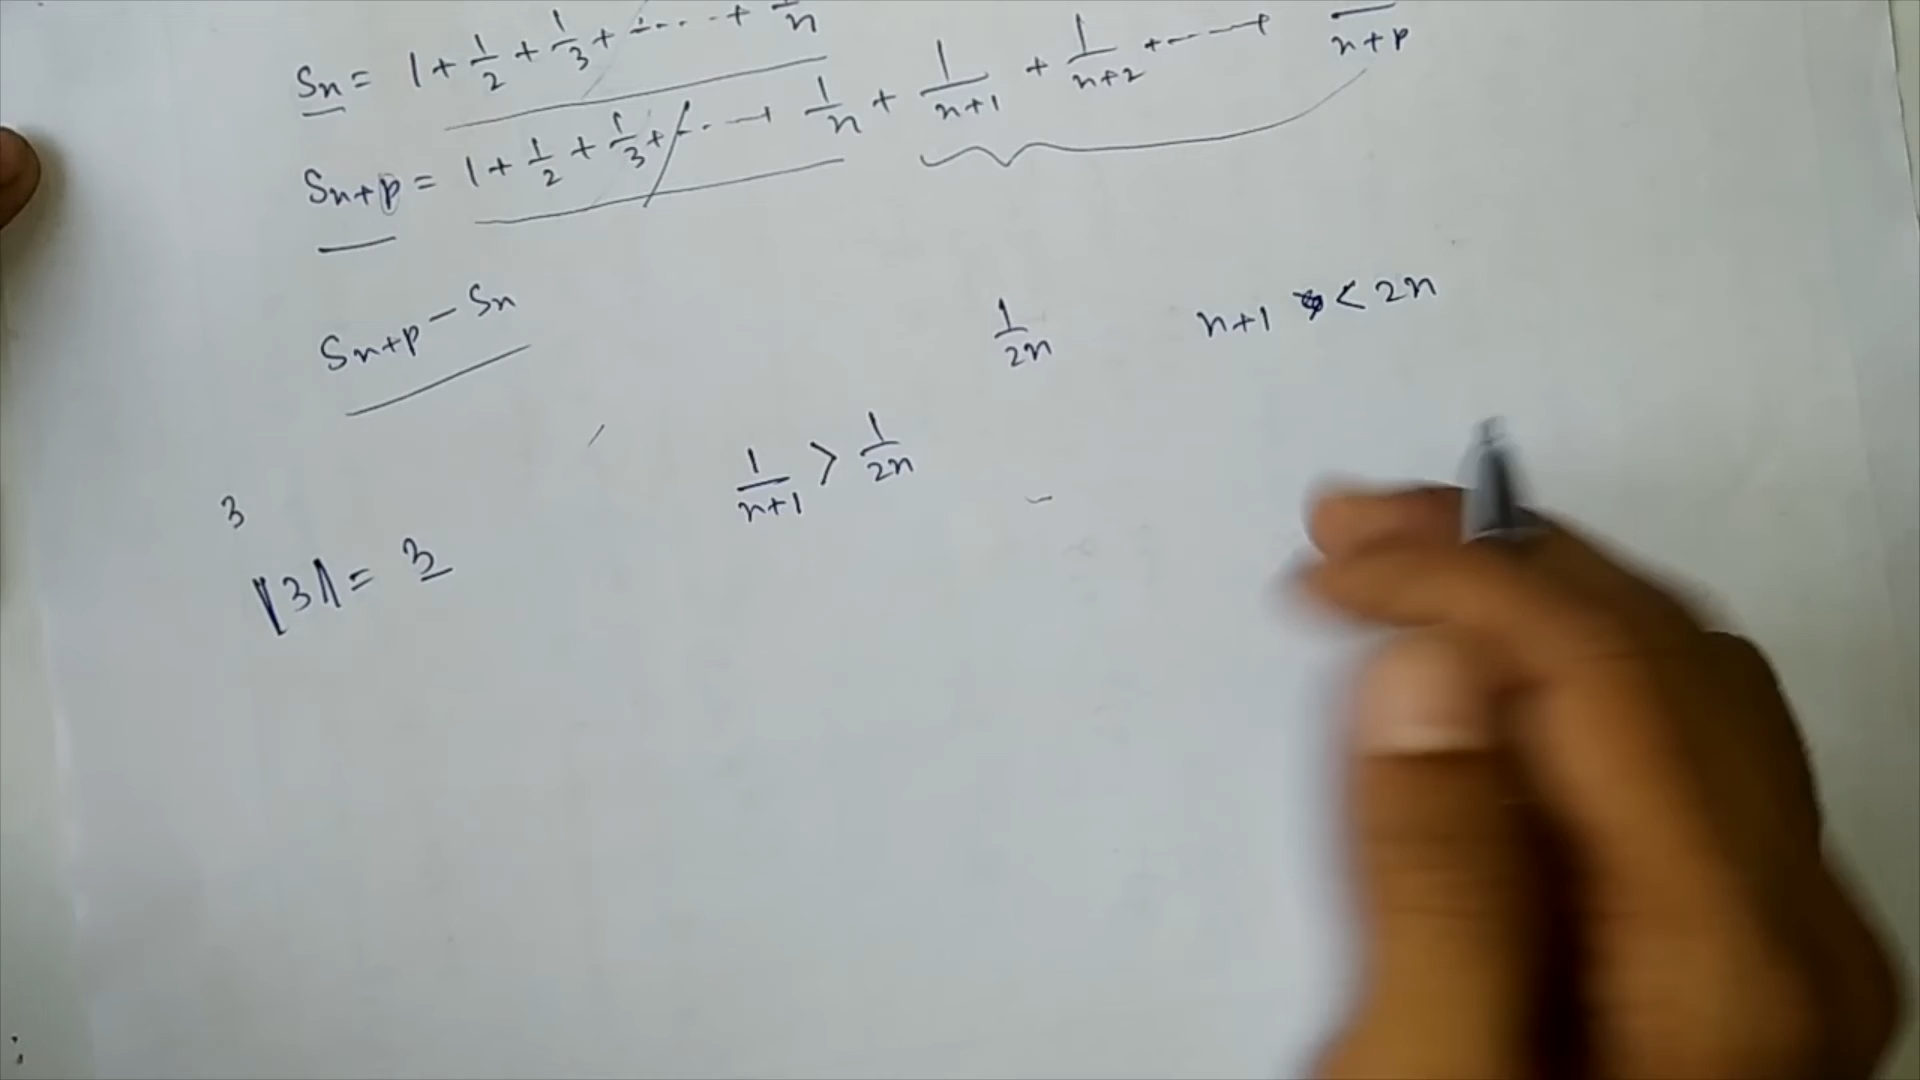 Sn = 1 + 1/2 + 1/3 + ---- + 1/n
Sn+p = 1 + 1/2 + 1/3 + ---- + 1/n + 1/n+1 + 1/n+2 + ---- + 1/n+p
Sn+p - Sn
1/2n
n+1 < 2n
1/n+1 > 1/2n
3
|3| = 3